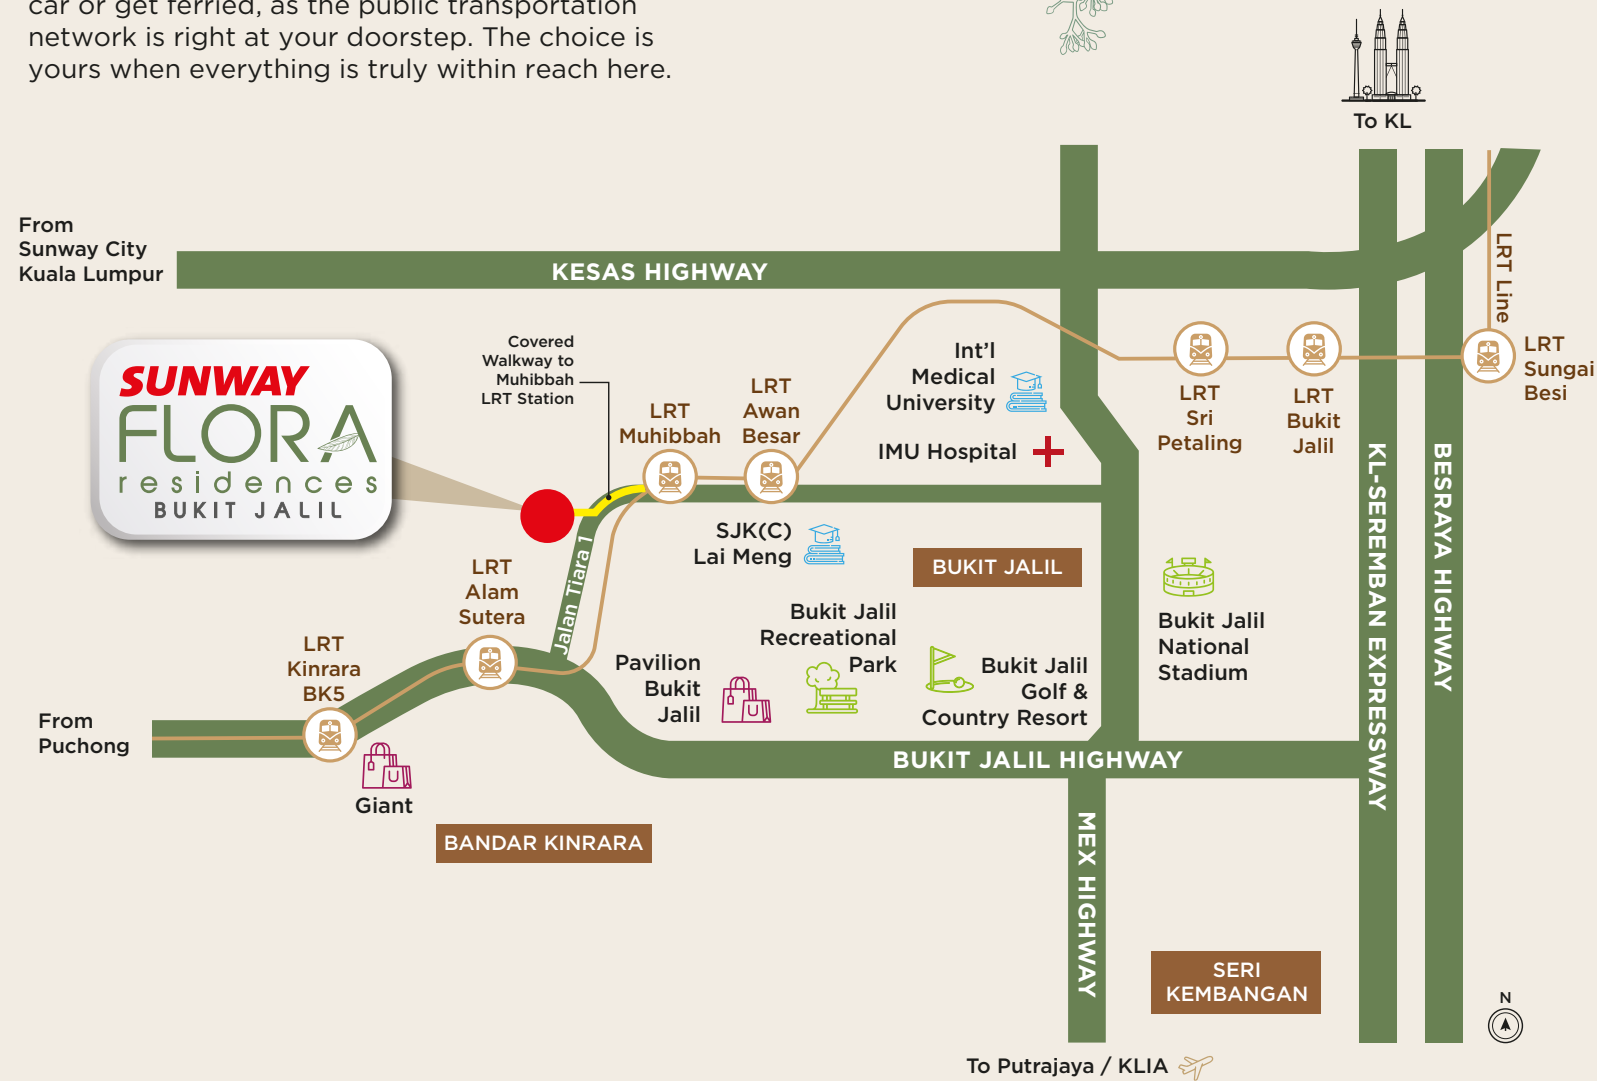 car or get ferried, as the public transportation
network is right at your doorstep. The choice is
yours when everything is truly within reach here.
To KL
From
Sunway City
Kuala Lumpur
KESAS HIGHWAY
LRT Line
SUNWAY
FLORA
residences
BUKIT JALIL
Covered
Walkway to
Muhibbah
LRT Station
LRT
Muhibbah
LRT
Awan
Besar
Int'l
Medical
University
IMU Hospital
LRT
Sri
Petaling
LRT
Bukit
Jalil
LRT
Sungai
Besi
SJK(C)
Lai Meng
BUKIT JALIL
Jalan Tiara 1
LRT
Alam
Sutera
LRT
Kinrara
BK5
From
Puchong
Giant
Pavilion
Bukit
Jalil
Bukit Jalil
Recreational
Park
Bukit Jalil
Golf &
Country Resort
Bukit Jalil
National
Stadium
KL-SEREMBAN EXPRESSWAY
BESRAYA HIGHWAY
BUKIT JALIL HIGHWAY
BANDAR KINRARA
MEX HIGHWAY
SERI
KEMBANGAN
N
To Putrajaya / KLIA